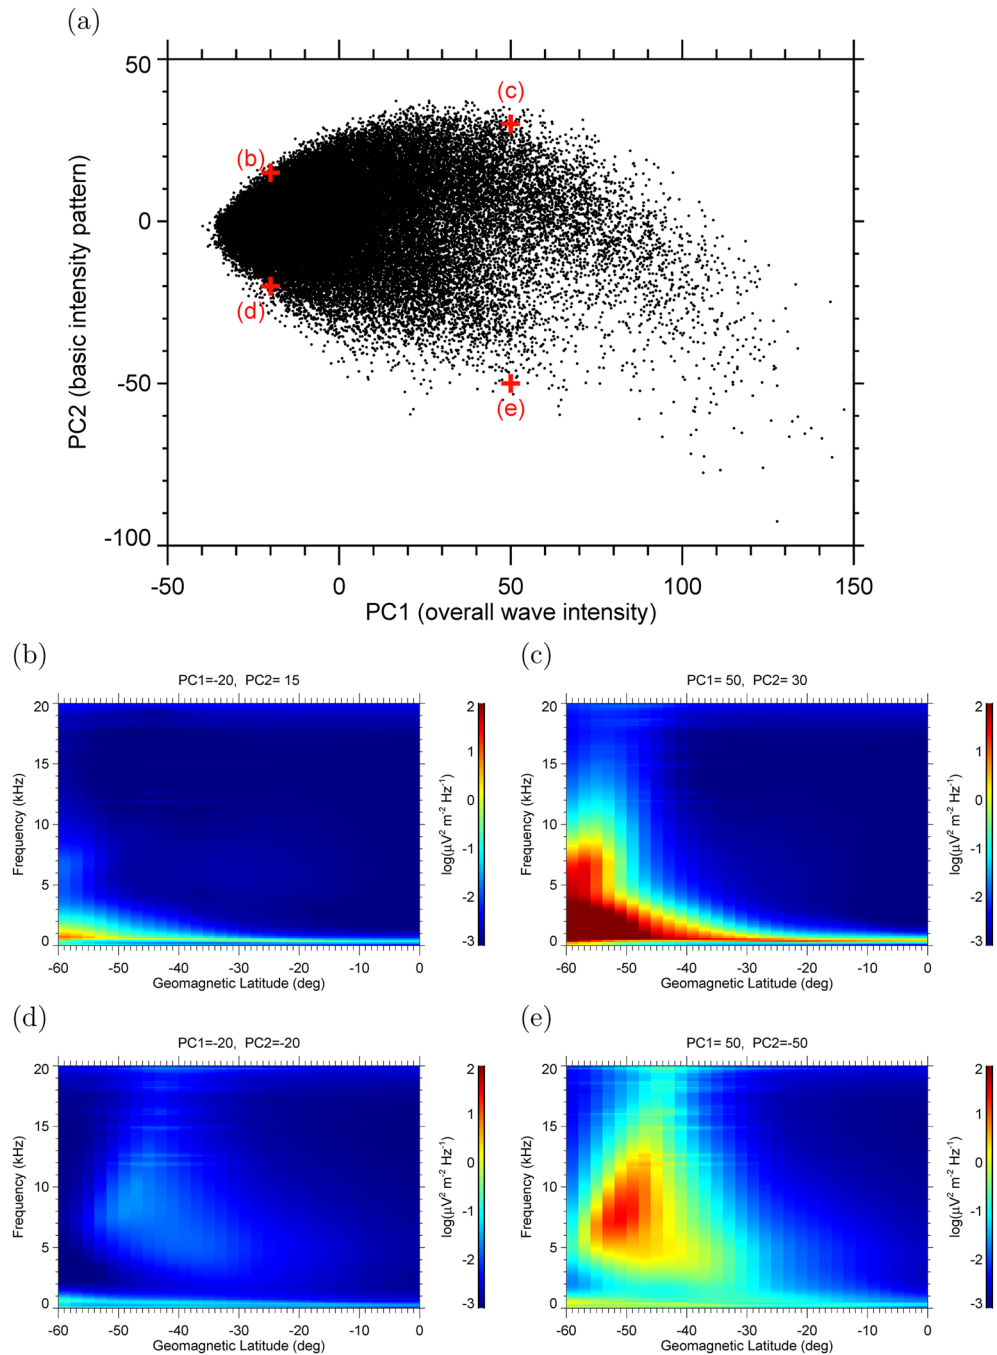 (a)
50
0
-50
-100
PC2 (basic intensity pattern)
(b)
(c)
(d)
(e)
-50 0 50 100 150
PC1 (overall wave intensity)
(b)
PC1=-20, PC2= 15
20
15
10
5
0
Frequency (kHz)
-60 -50 -40 -30 -20 -10 0
Geomagnetic Latitude (deg)
2
1
0
-1
-2
-3
log(μV² m⁻² Hz⁻¹)
(c)
PC1= 50, PC2= 30
20
15
10
5
0
Frequency (kHz)
-60 -50 -40 -30 -20 -10 0
Geomagnetic Latitude (deg)
2
1
0
-1
-2
-3
log(μV² m⁻² Hz⁻¹)
(d)
PC1=-20, PC2=-20
20
15
10
5
0
Frequency (kHz)
-60 -50 -40 -30 -20 -10 0
Geomagnetic Latitude (deg)
2
1
0
-1
-2
-3
log(μV² m⁻² Hz⁻¹)
(e)
PC1= 50, PC2=-50
20
15
10
5
0
Frequency (kHz)
-60 -50 -40 -30 -20 -10 0
Geomagnetic Latitude (deg)
2
1
0
-1
-2
-3
log(μV² m⁻² Hz⁻¹)